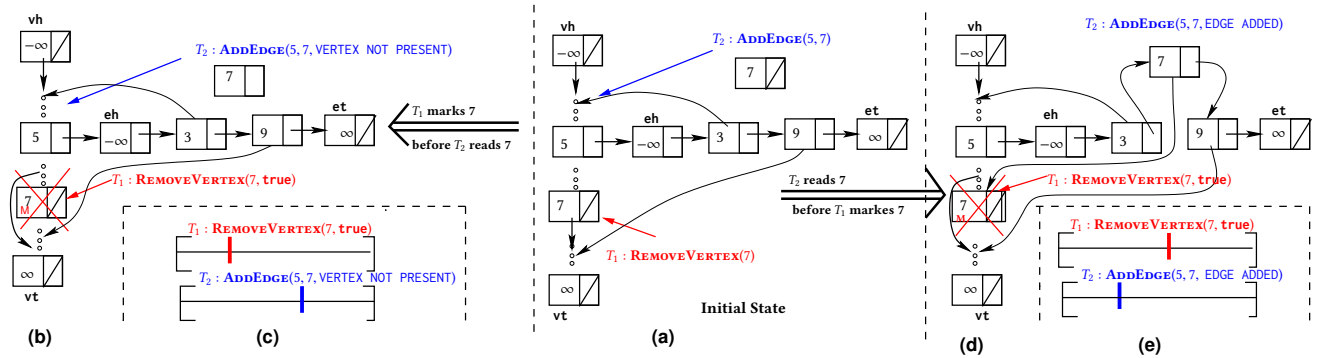 vh
-∞
T₂ : ADDEDGE(5, 7, VERTEX NOT PRESENT)
7
eh
et
5
-∞
3
9
∞
T₁ : REMOVEVERTEX(7, true)
7
M
∞
vt
(b)
T₁ : REMOVEVERTEX(7, true)
T₂ : ADDEDGE(5, 7, VERTEX NOT PRESENT)
(c)
T₁ marks 7
before T₂ reads 7
vh
-∞
T₂ : ADDEDGE(5, 7)
7
eh
et
5
-∞
3
9
∞
7
T₁ : REMOVEVERTEX(7)
∞
vt
Initial State
(a)
T₂ reads 7
before T₁ markes 7
vh
-∞
T₂ : ADDEDGE(5, 7, EDGE ADDED)
7
eh
et
5
-∞
3
9
∞
T₁ : REMOVEVERTEX(7, true)
7
M
∞
vt
(d)
T₁ : REMOVEVERTEX(7, true)
T₂ : ADDEDGE(5, 7, EDGE ADDED)
(e)